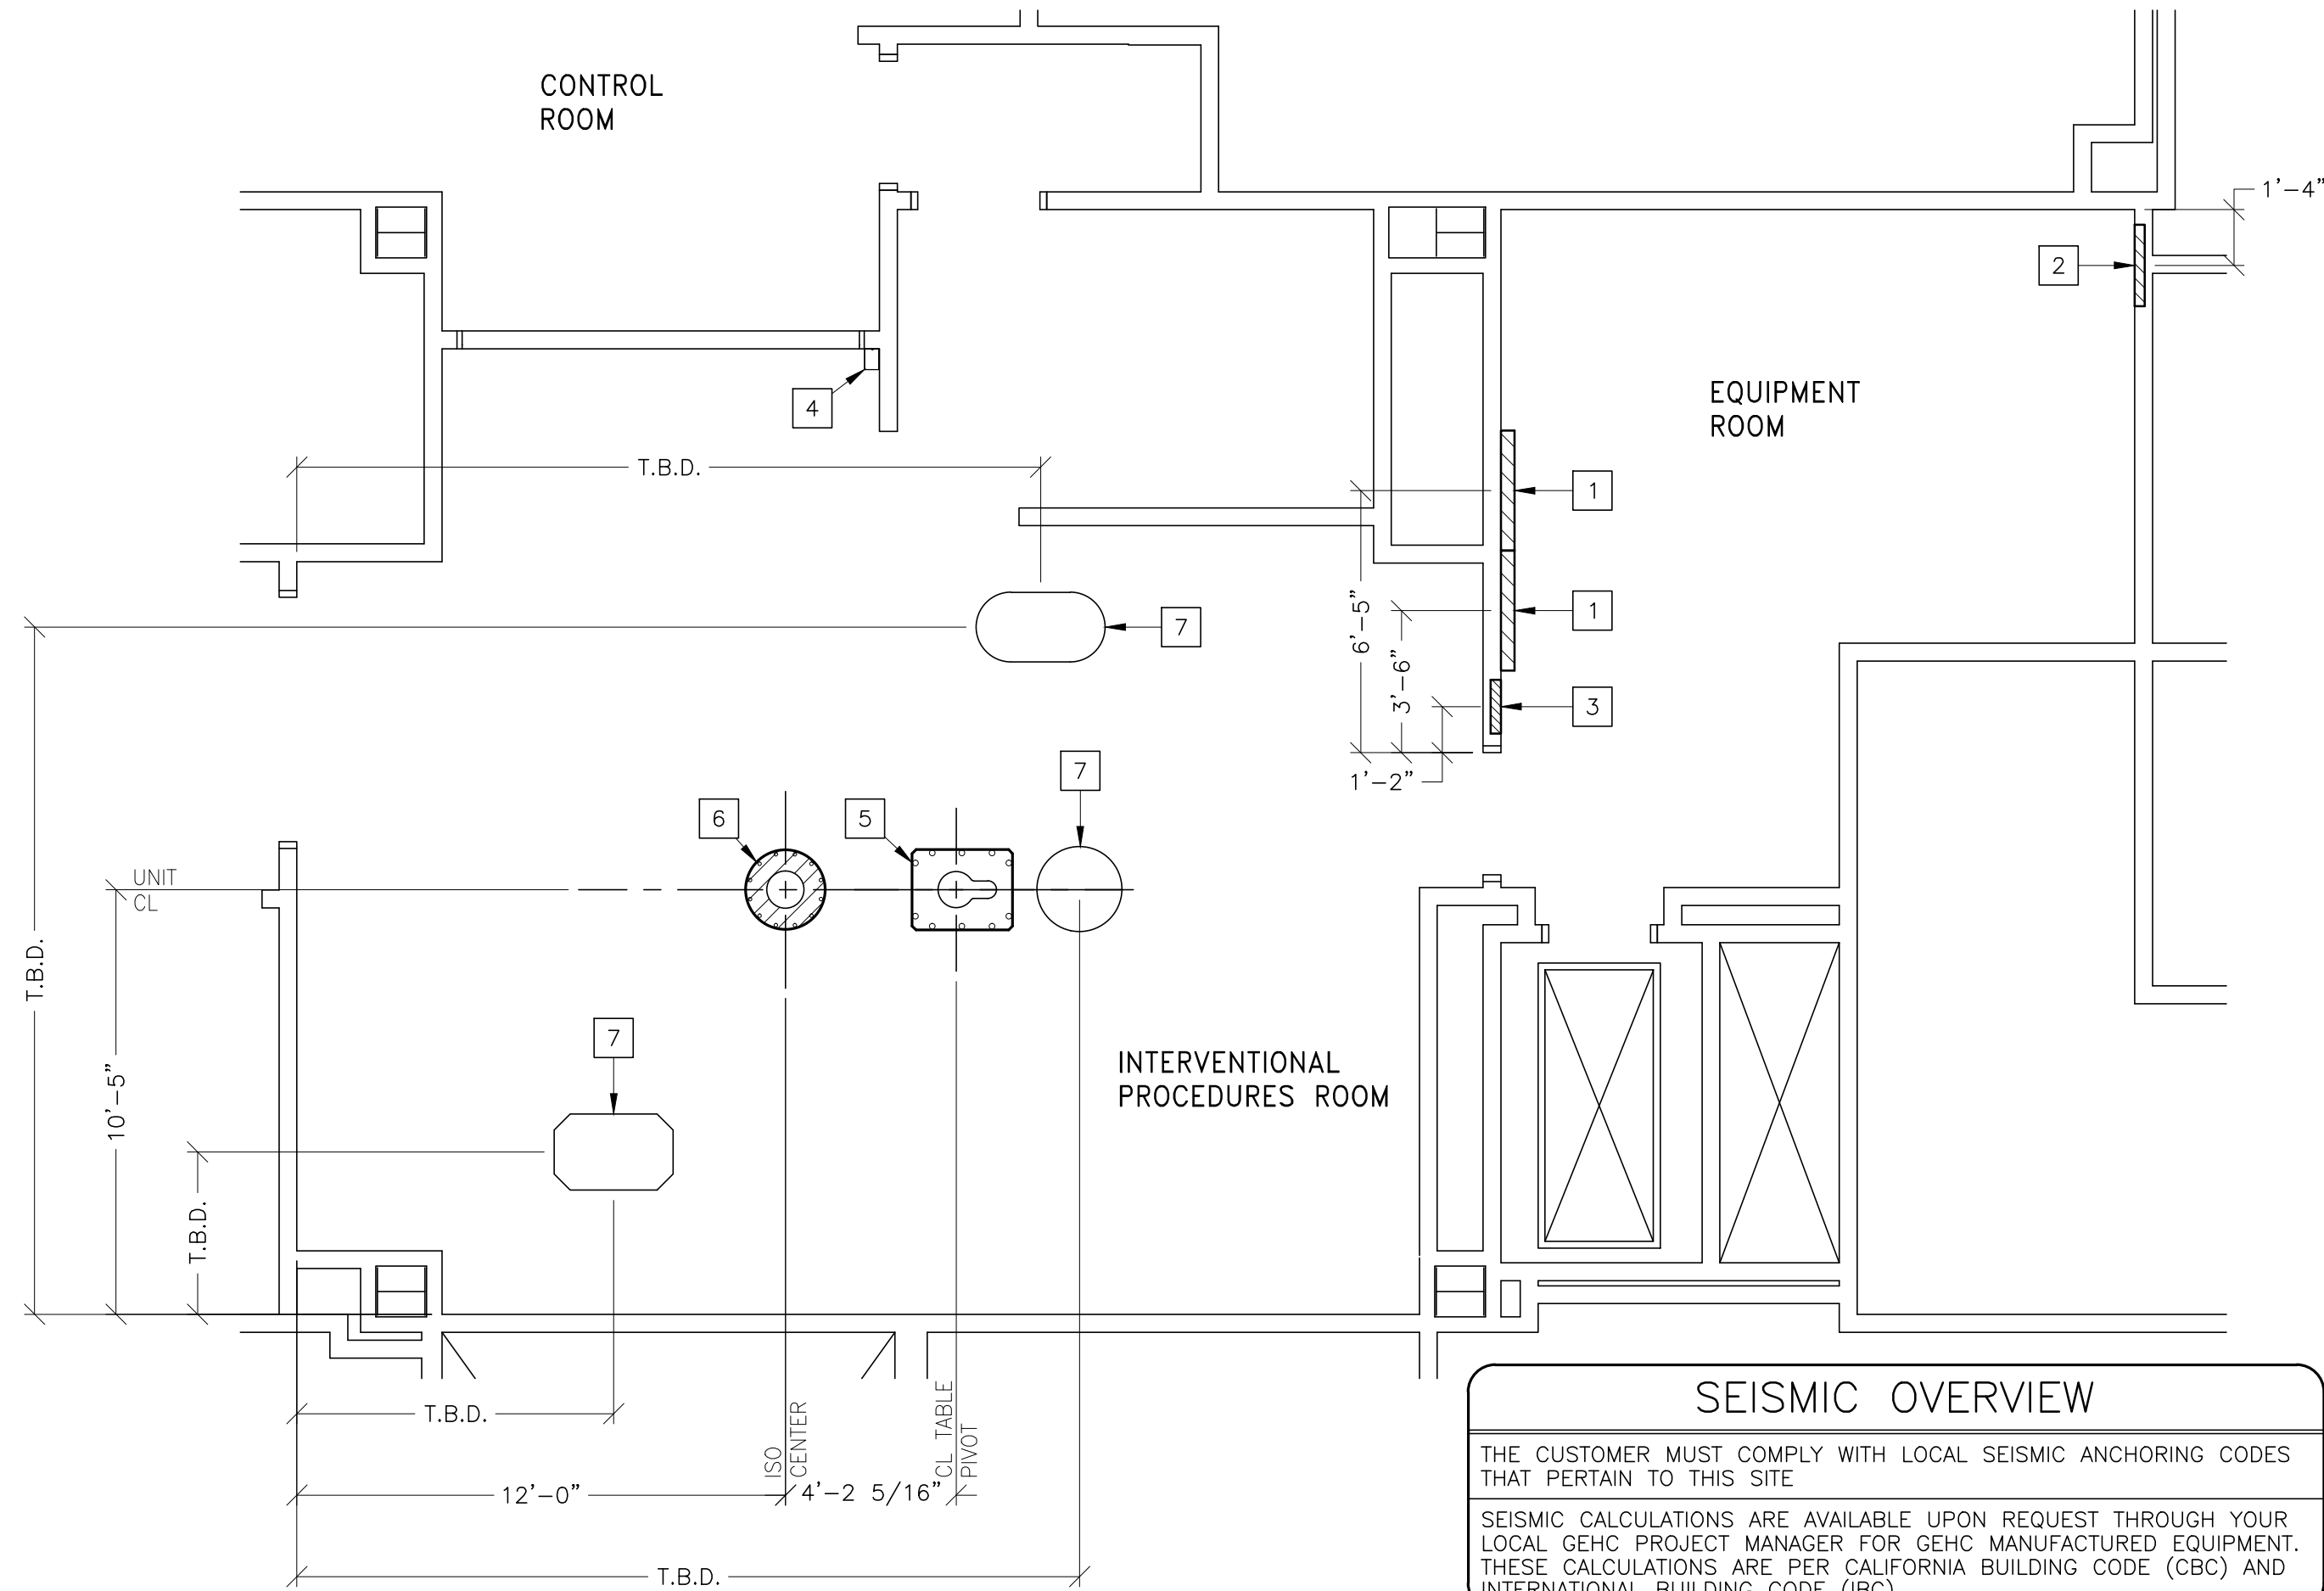 CONTROL
ROOM
1'-4"
2
EQUIPMENT
ROOM
4
T.B.D.
1
6'-5"
1
7
3'-6"
3
1'-2"
7
6
5
UNIT
CL
T.B.D.
7
INTERVENTIONAL
PROCEDURES ROOM
10'-5"
T.B.D.
T.B.D.
ISO
CENTER
CL TABLE
PIVOT
12'-0"
4'-2 5/16"
T.B.D.
SEISMIC OVERVIEW
THE CUSTOMER MUST COMPLY WITH LOCAL SEISMIC ANCHORING CODES
THAT PERTAIN TO THIS SITE
SEISMIC CALCULATIONS ARE AVAILABLE UPON REQUEST THROUGH YOUR
LOCAL GEHC PROJECT MANAGER FOR GEHC MANUFACTURED EQUIPMENT.
THESE CALCULATIONS ARE PER CALIFORNIA BUILDING CODE (CBC) AND
INTERNATIONAL BUILDING CODE (IBC)